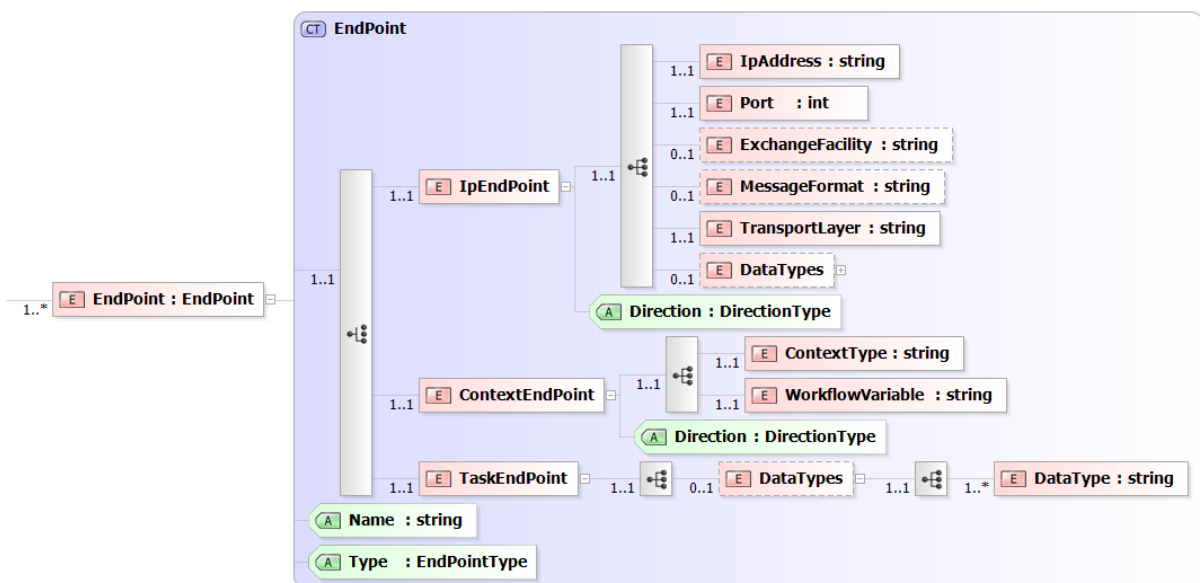 CT EndPoint
E IpAddress : string
1..1
E Port : int
1..1
E ExchangeFacility : string
0..1
1..1
E IpEndPoint
1..1
E MessageFormat : string
0..1
E TransportLayer : string
1..1
E DataTypes
0..1
1..1
E EndPoint : EndPoint
1..*
A Direction : DirectionType
E ContextType : string
1..1
1..1
E ContextEndPoint
1..1
E WorkflowVariable : string
1..1
A Direction : DirectionType
E TaskEndPoint
1..1
1..1
E DataTypes
0..1
1..1
E DataType : string
1..*
A Name : string
A Type : EndPointType